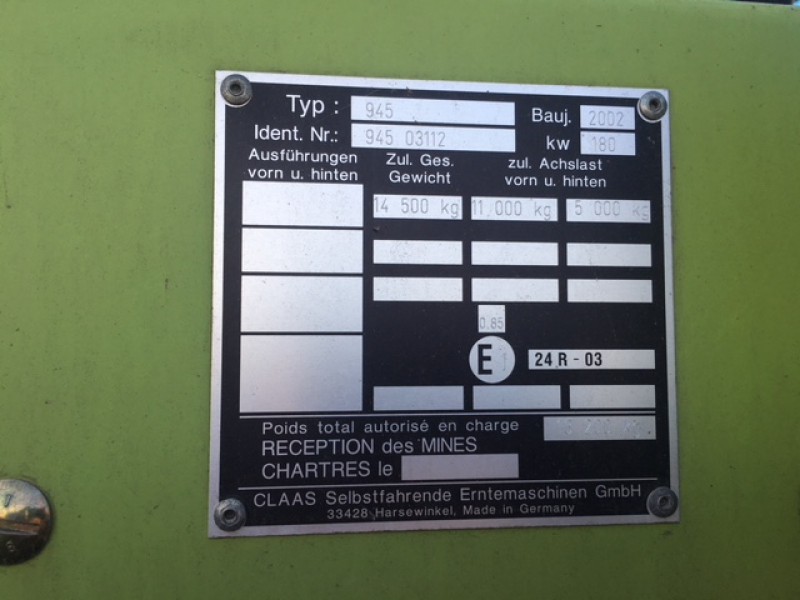 Typ : 945 Bauj. 2002
Ident. Nr.: 945 03112 kw 180
Ausführungen vorn u. hinten Zul. Ges. Gewicht zul. Achslast vorn u. hinten
14 500 kg 11,000 kg 5 000 kg
0.85
E 24 R - 03
Poids total autorisé en charge
RECEPTION des MINES
CHARTRES le
CLAAS Selbstfahrende Erntemaschinen GmbH
33428 Harsewinkel, Made in Germany